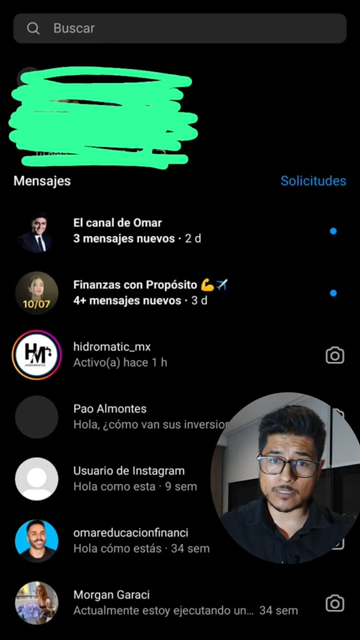 Buscar
Mensajes
Solicitudes
El canal de Omar
3 mensajes nuevos · 2 d
10/07
Finanzas con Propósito 💪✈️
4+ mensajes nuevos · 3 d
HM
hidromatic_mx
Activo(a) hace 1 h
Pao Almontes
Hola, ¿cómo van sus inversion
Usuario de Instagram
Hola como esta · 9 sem
omareducacionfinanci
Hola cómo estás · 34 sem
Morgan Garaci
Actualmente estoy ejecutando un... 34 sem